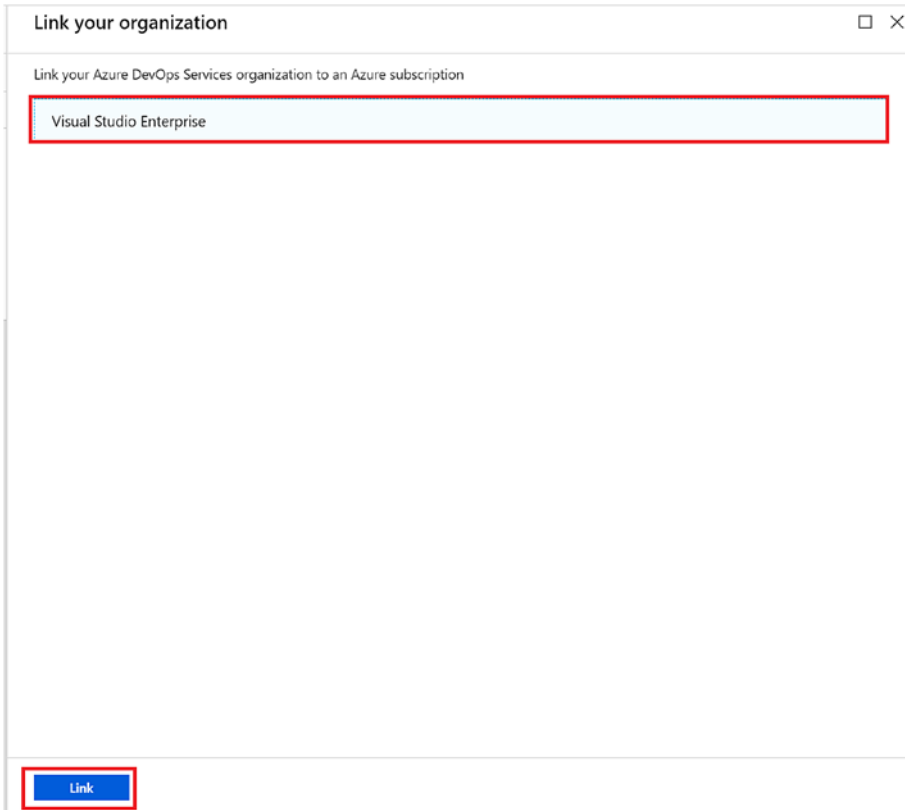 Link your organization
Link your Azure DevOps Services organization to an Azure subscription
Visual Studio Enterprise
Link